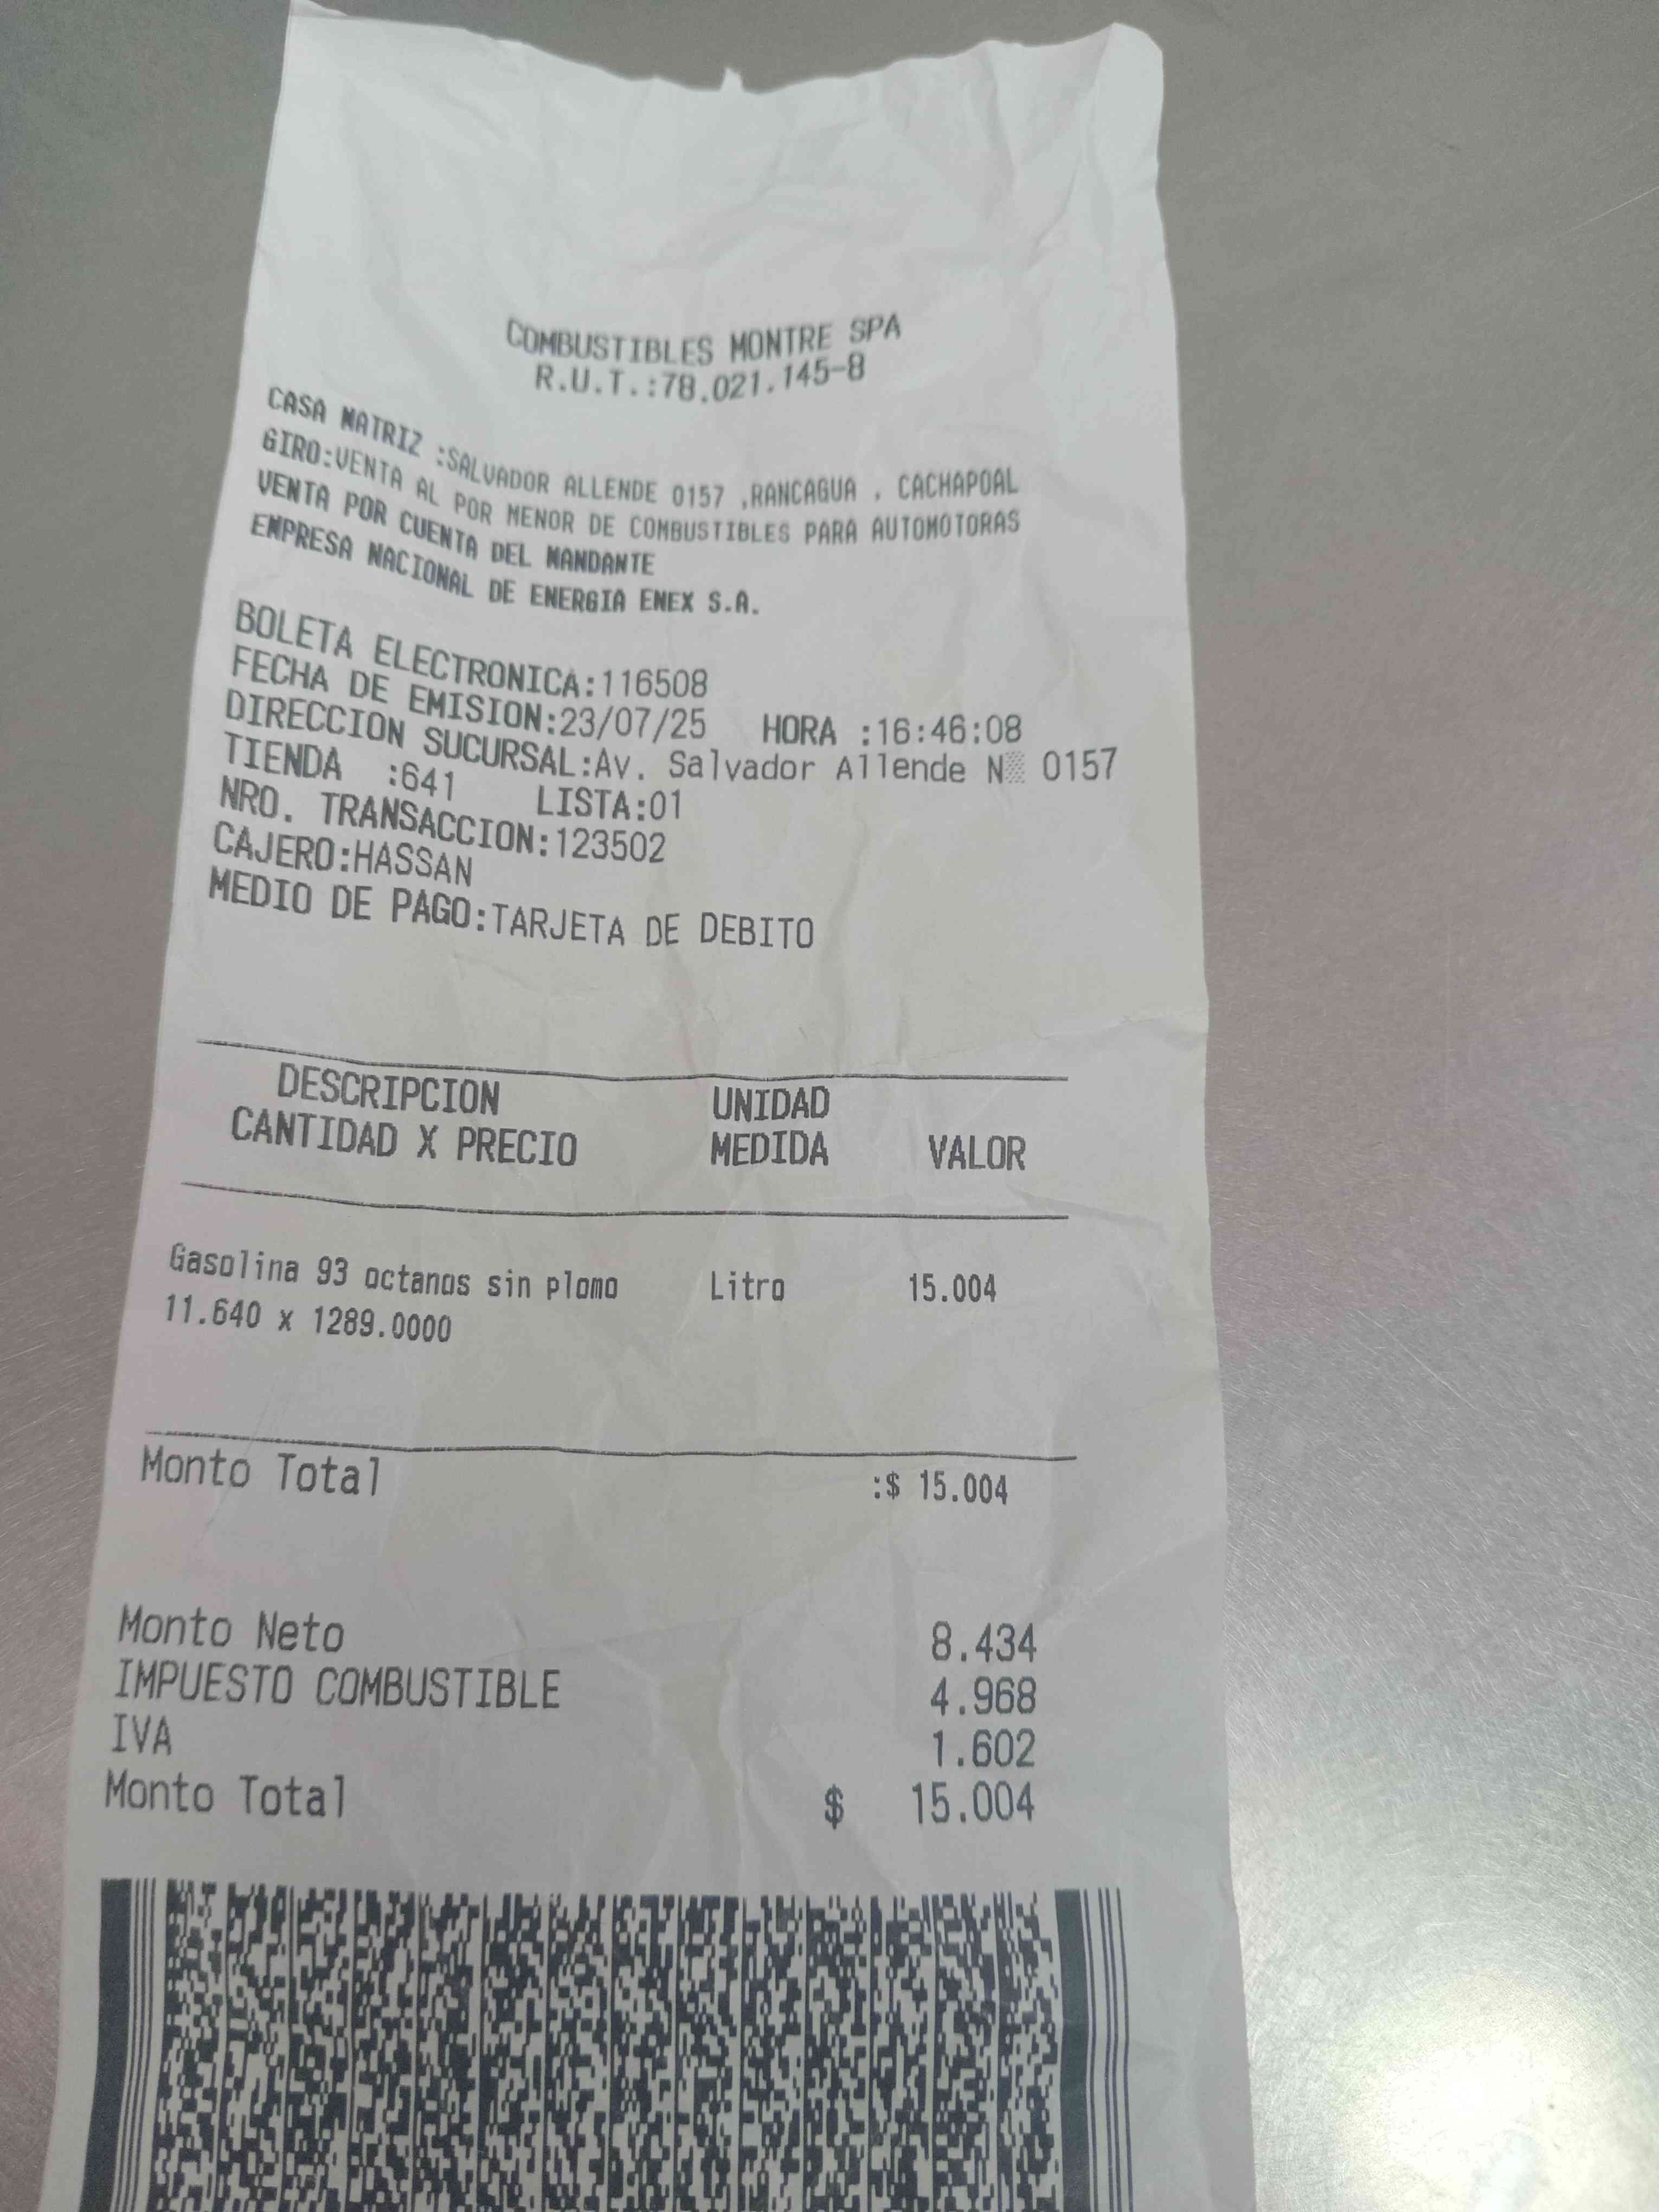 COMBUSTIBLES MONTRE SPA
R.U.T.:78.021.145-8
CASA MATRIZ :SALVADOR ALLENDE 0157 ,RANCAGUA , CACHAPOAL
GIRO:VENTA AL POR MENOR DE COMBUSTIBLES PARA AUTOMOTORAS
VENTA POR CUENTA DEL MANDANTE
EMPRESA NACIONAL DE ENERGIA ENEX S.A.
BOLETA ELECTRONICA:116508
FECHA DE EMISION:23/07/25 HORA :16:46:08
DIRECCION SUCURSAL:Av. Salvador Allende N▒ 0157
TIENDA :641 LISTA:01
NRO. TRANSACCION:123502
CAJERO:HASSAN
MEDIO DE PAGO:TARJETA DE DEBITO
DESCRIPCION UNIDAD
CANTIDAD X PRECIO MEDIDA VALOR
Gasolina 93 octanos sin plomo Litro 15.004
11.640 x 1289.0000
Monto Total :$ 15.004
Monto Neto 8.434
IMPUESTO COMBUSTIBLE 4.968
IVA 1.602
Monto Total $ 15.004